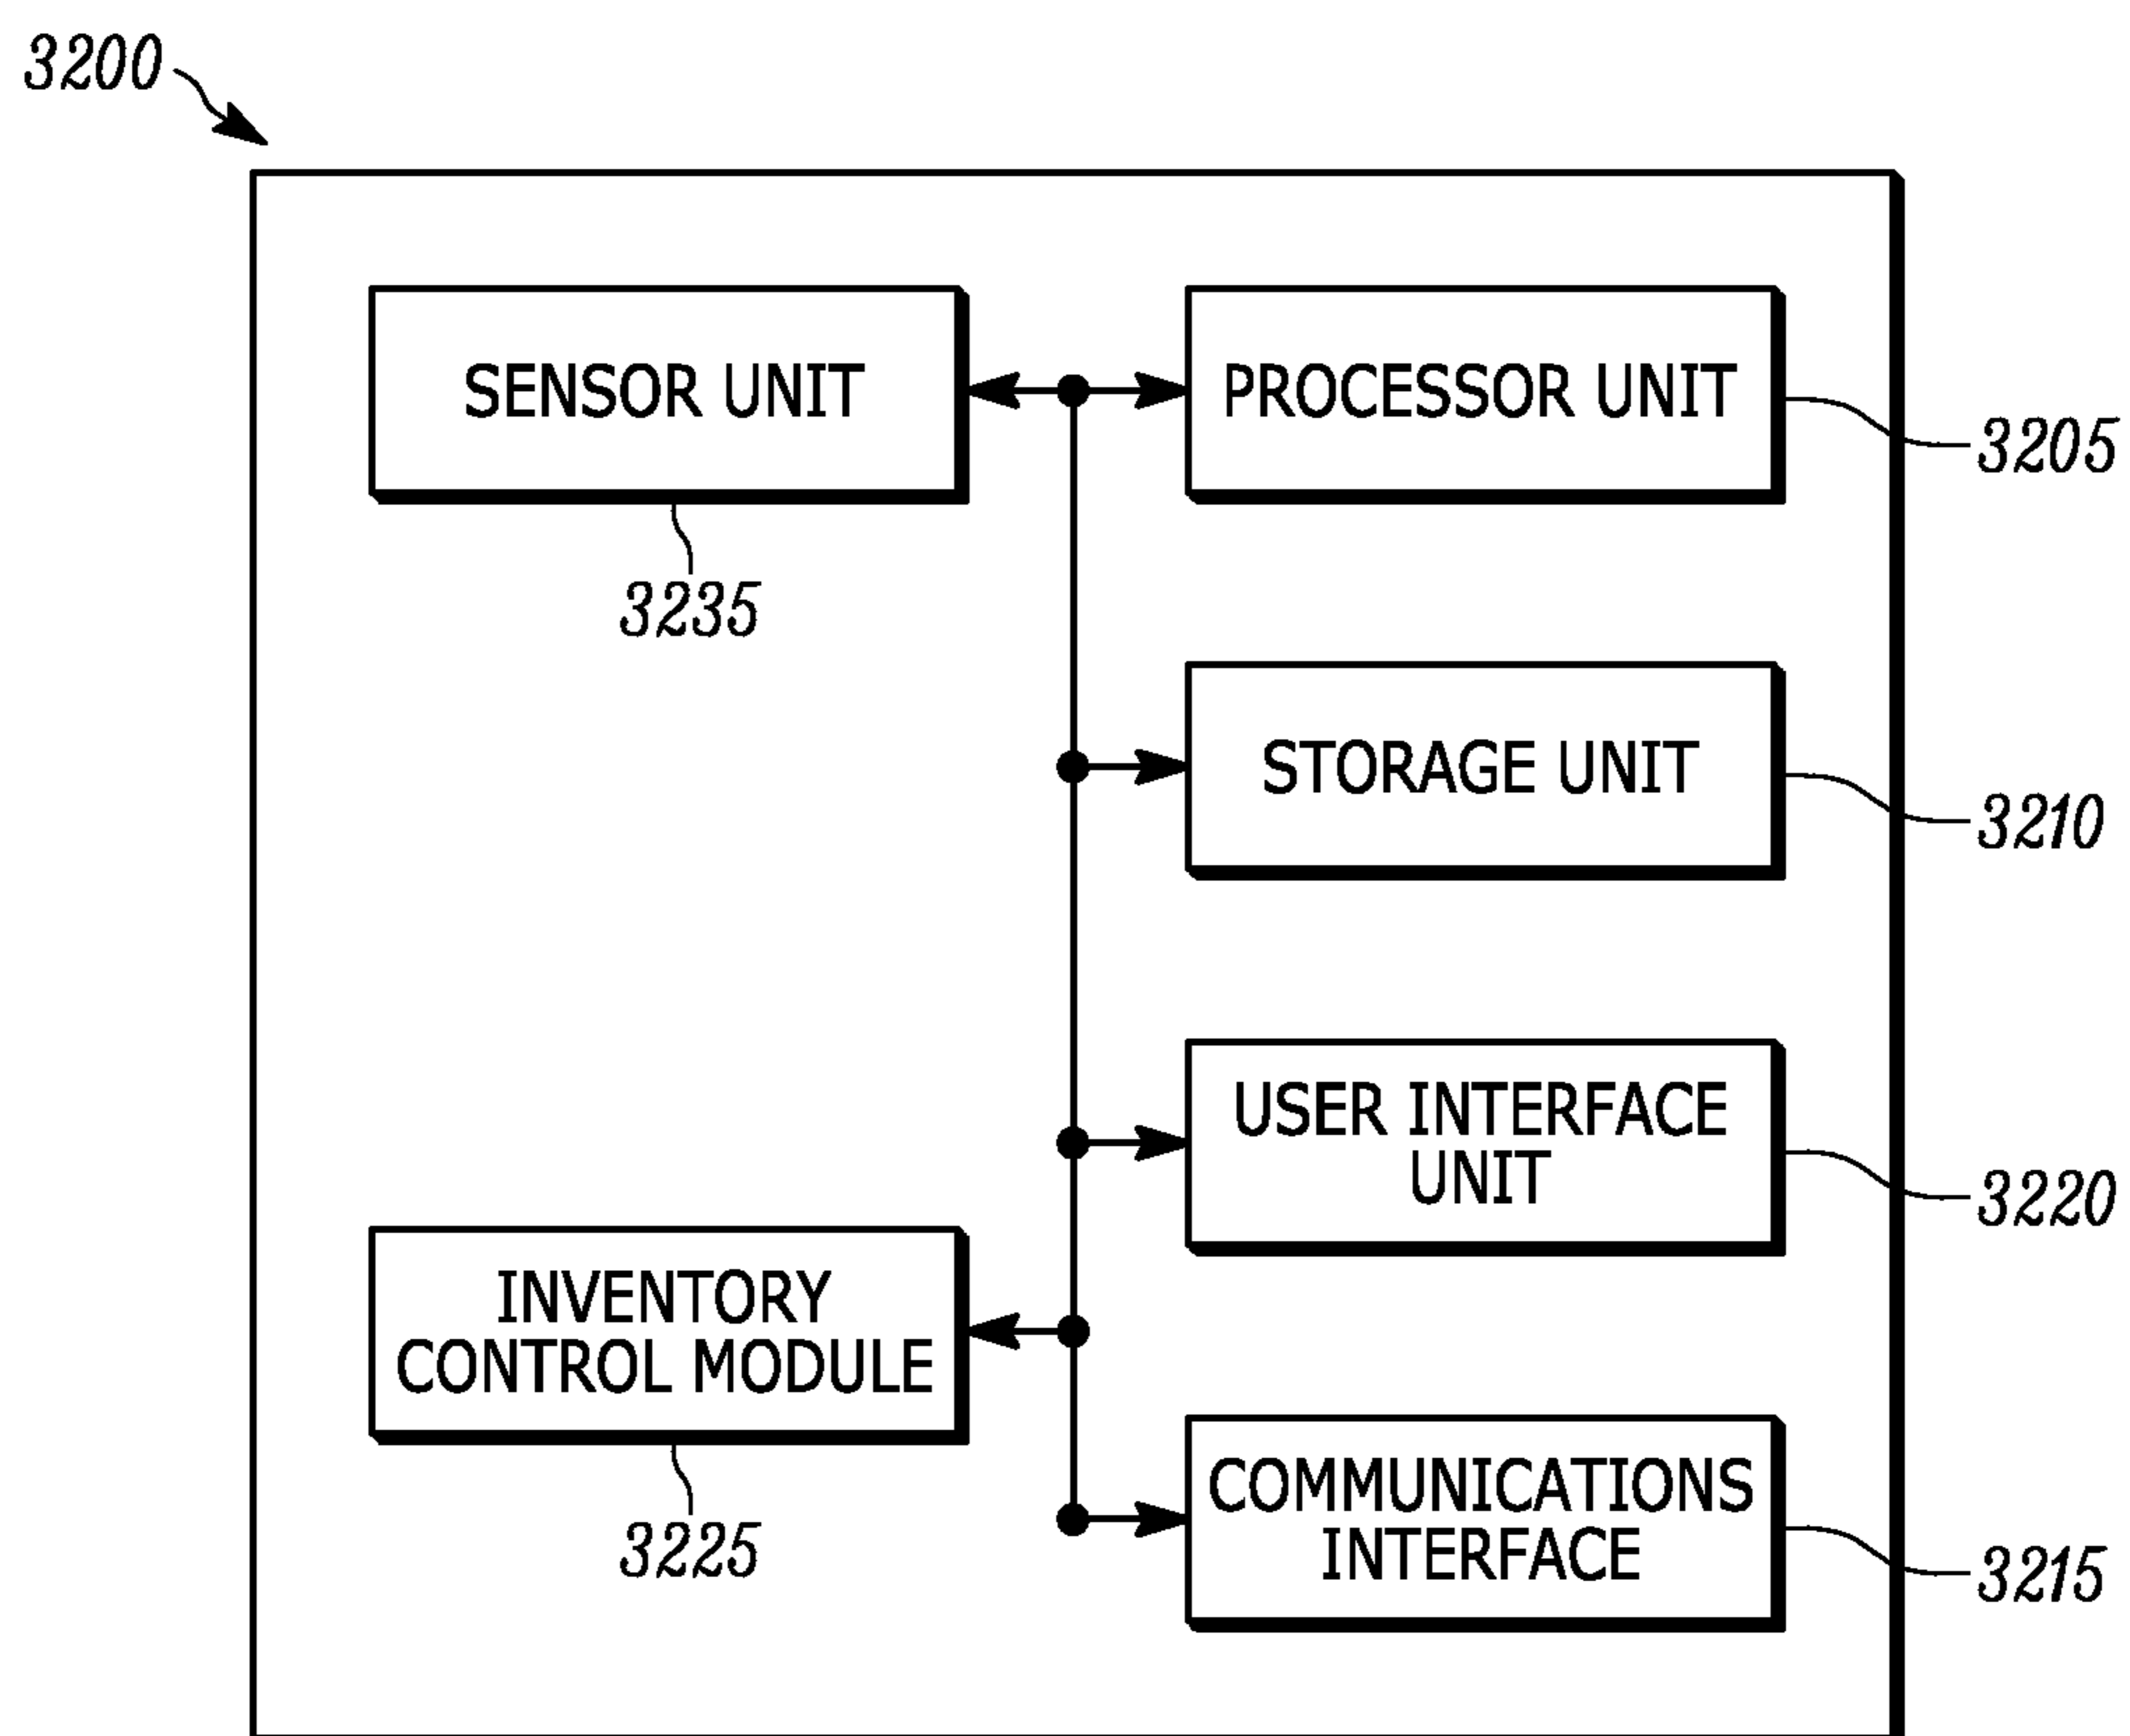 3200
SENSOR UNIT
PROCESSOR UNIT
3205
3235
STORAGE UNIT
3210
USER INTERFACE
UNIT
3220
INVENTORY
CONTROL MODULE
3225
COMMUNICATIONS
INTERFACE
3215